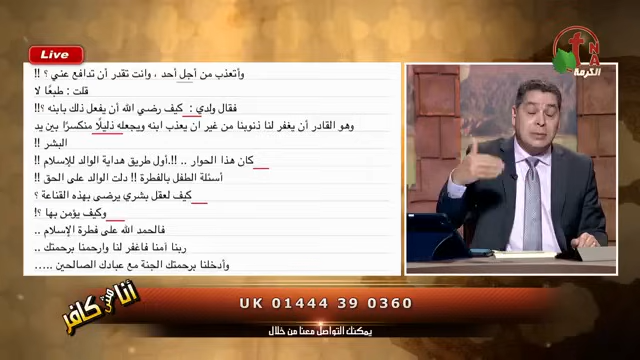 Live
وأتعذب من أجل أحد ، وانت تقدر أن تدافع عني ؟ !!
قلت : طبعًا لا
فقال ولدي : كيف رضي الله أن يفعل ذلك بابنه ؟!!
وهو القادر أن يغفر لنا ذنوبنا من غير ان يعذب ابنه ويجعله ذليلًا منكسرًا بين يد
البشر !!
كان هذا الحوار .. !!.أول طريق هداية الوالد للإسلام !!
أسئلة الطفل بالفطرة !! دلت الوالد على الحق !!
كيف لعقل بشري يرضى بهذه القناعة ؟
وكيف يؤمن بها ؟!
فالحمد الله على فطرة الإسلام ..
ربنا آمنا فاغفر لنا وارحمنا برحمتك ..
وأدخلنا برحمتك الجنة مع عبادك الصالحين .....
الكرمة
NA
أنا مش كافر
UK 01444 39 0360
يمكنك التواصل معنا من خلال